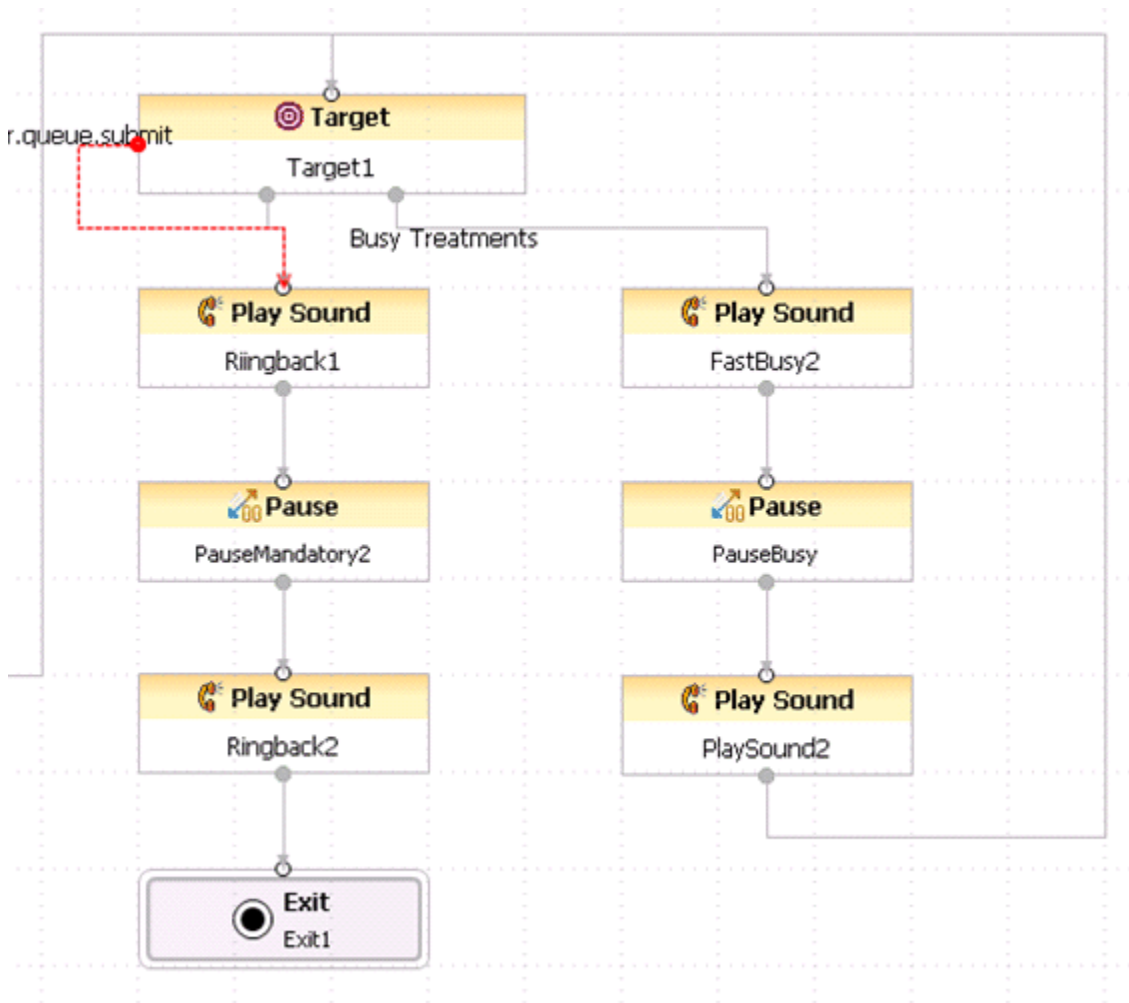 Target
r.queue.submit
Target1
Busy Treatments
Play Sound
Riingback1
Play Sound
FastBusy2
Pause
PauseMandatory2
Pause
PauseBusy
Play Sound
Ringback2
Play Sound
PlaySound2
Exit
Exit1